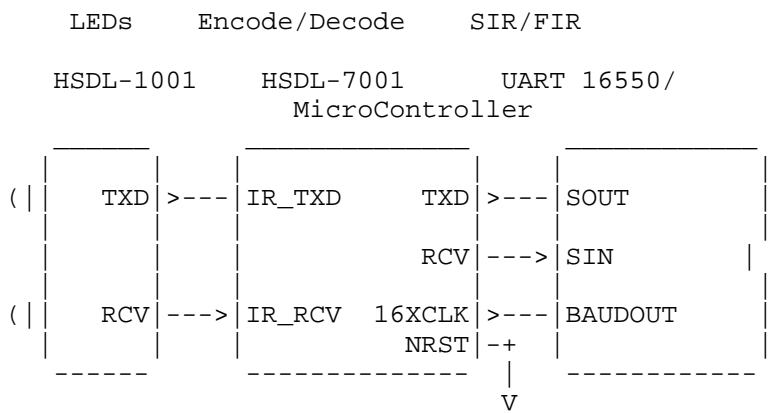 LEDs Encode/Decode SIR/FIR
HSDL-1001 HSDL-7001 UART 16550/
MicroController
(|| TXD|>---|IR_TXD TXD|>---|SOUT |
RCV|--->|SIN |
(|| RCV|--->|IR_RCV 16XCLK|>---|BAUDOUT |
NRST|-+ | |
V